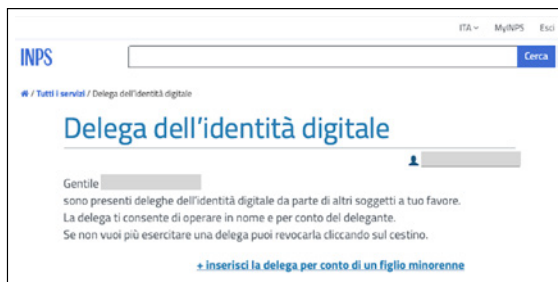 ITA MyINPS Esci
INPS Cerca
/ Tutti i servizi / Delega dell'identità digitale
Delega dell'identità digitale
Gentile
sono presenti deleghe dell'identità digitale da parte di altri soggetti a tuo favore.
La delega ti consente di operare in nome e per conto del delegante.
Se non vuoi più esercitare una delega puoi revocarla cliccando sul cestino.
+ inserisci la delega per conto di un figlio minorenne